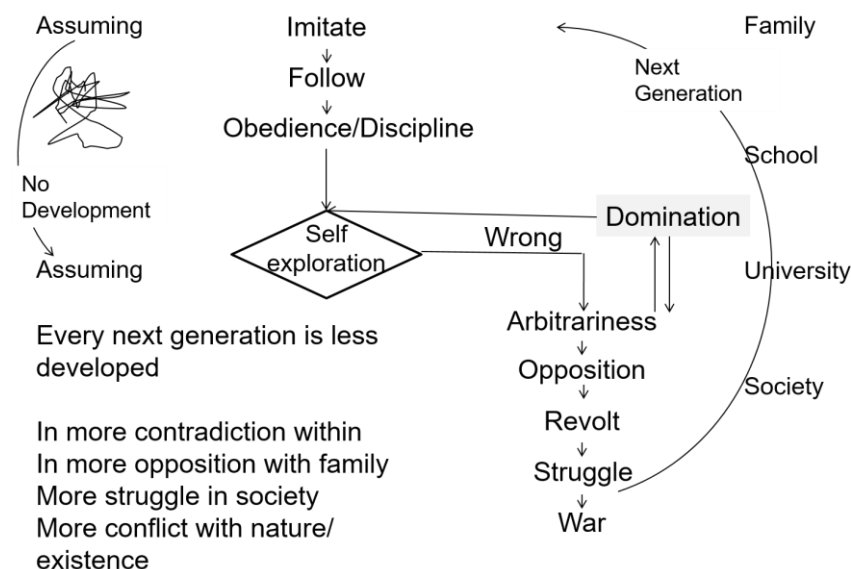 Assuming
Imitate
Family
Follow
Next
Generation
Obedience/Discipline
School
No
Development
Domination
Self
exploration
Wrong
Assuming
University
Arbitrariness
Every next generation is less
developed
Opposition
Society
Revolt
In more contradiction within
In more opposition with family
Struggle
More struggle in society
More conflict with nature/
existence
War